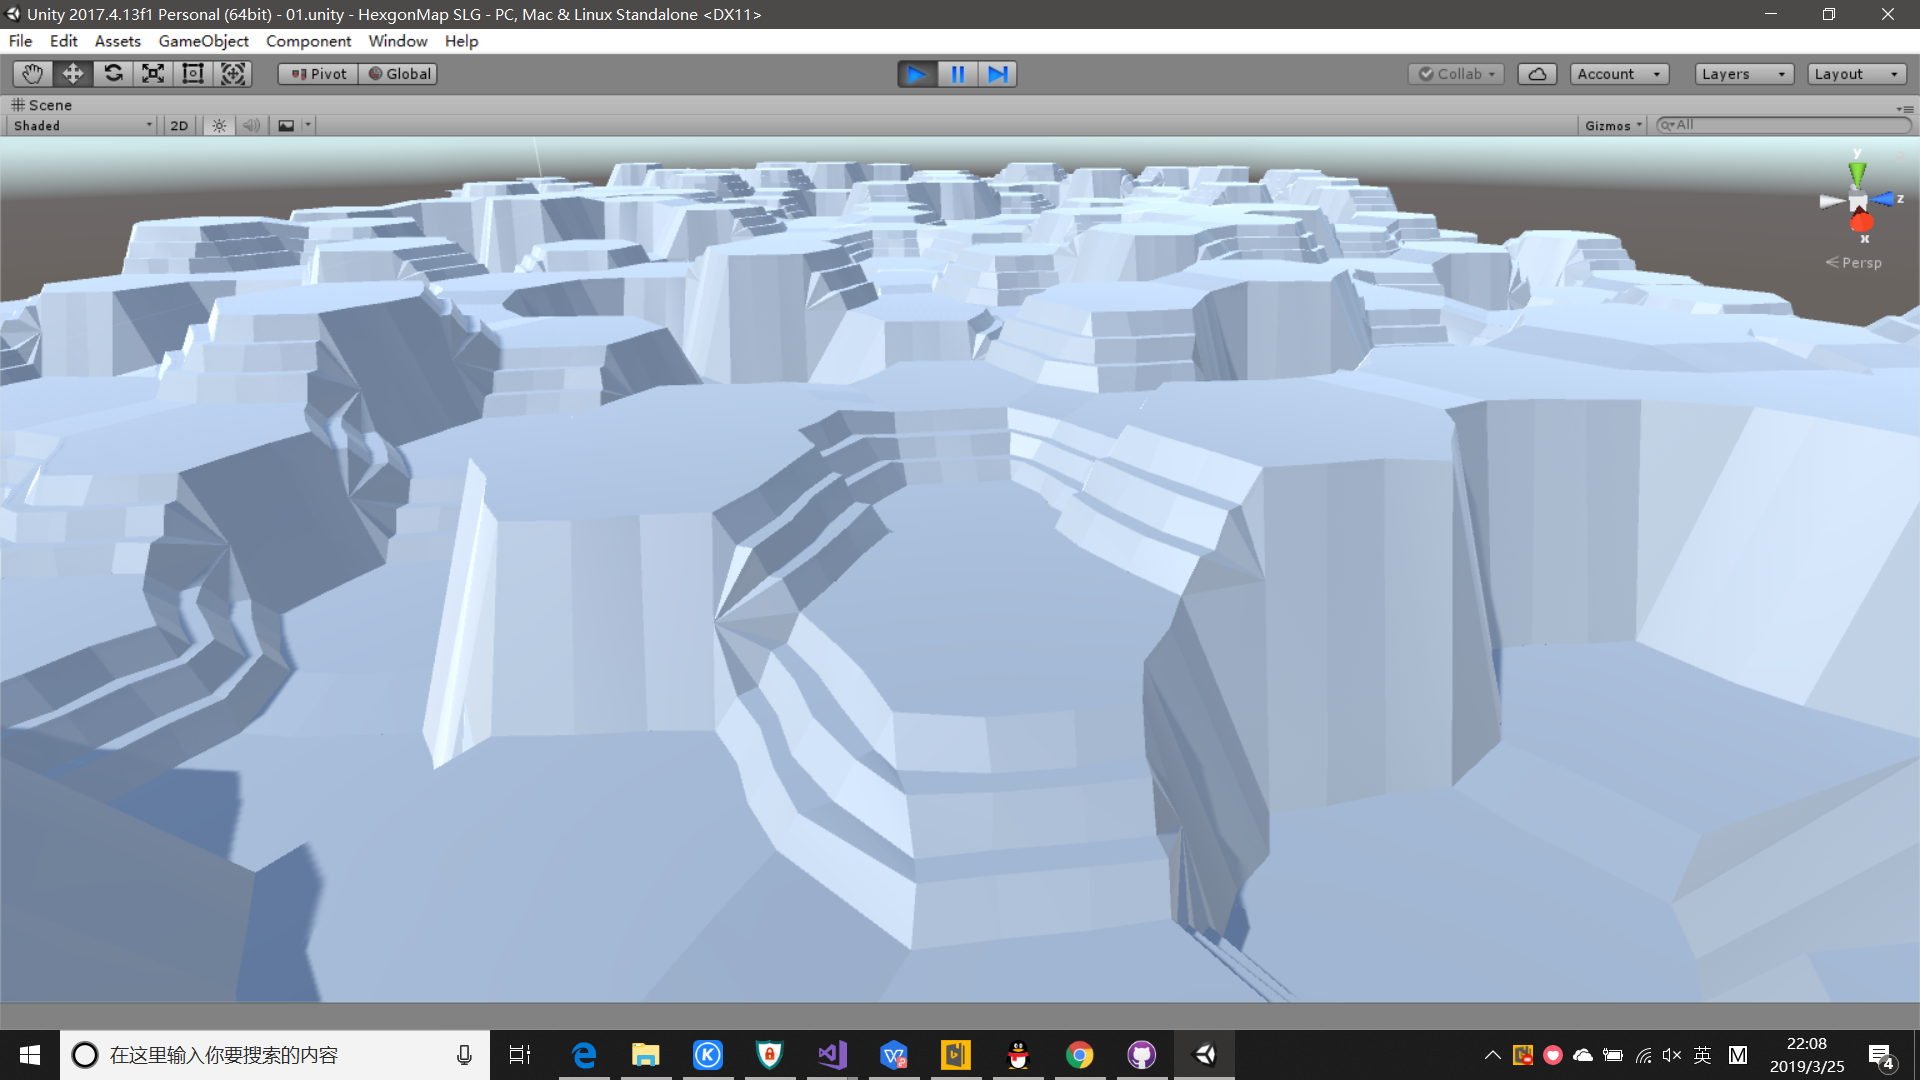 Unity 2017.4.13f1 Personal (64bit) - 01.unity - HexgonMap SLG - PC, Mac & Linux Standalone <DX11>
File Edit Assets GameObject Component Window Help
Pivot Global Collab Account Layers Layout
Scene
Shaded 2D Gizmos All
y
z
x
Persp
在这里输入你要搜索的内容
K
W
P
英
M
22:08
2019/3/25
4